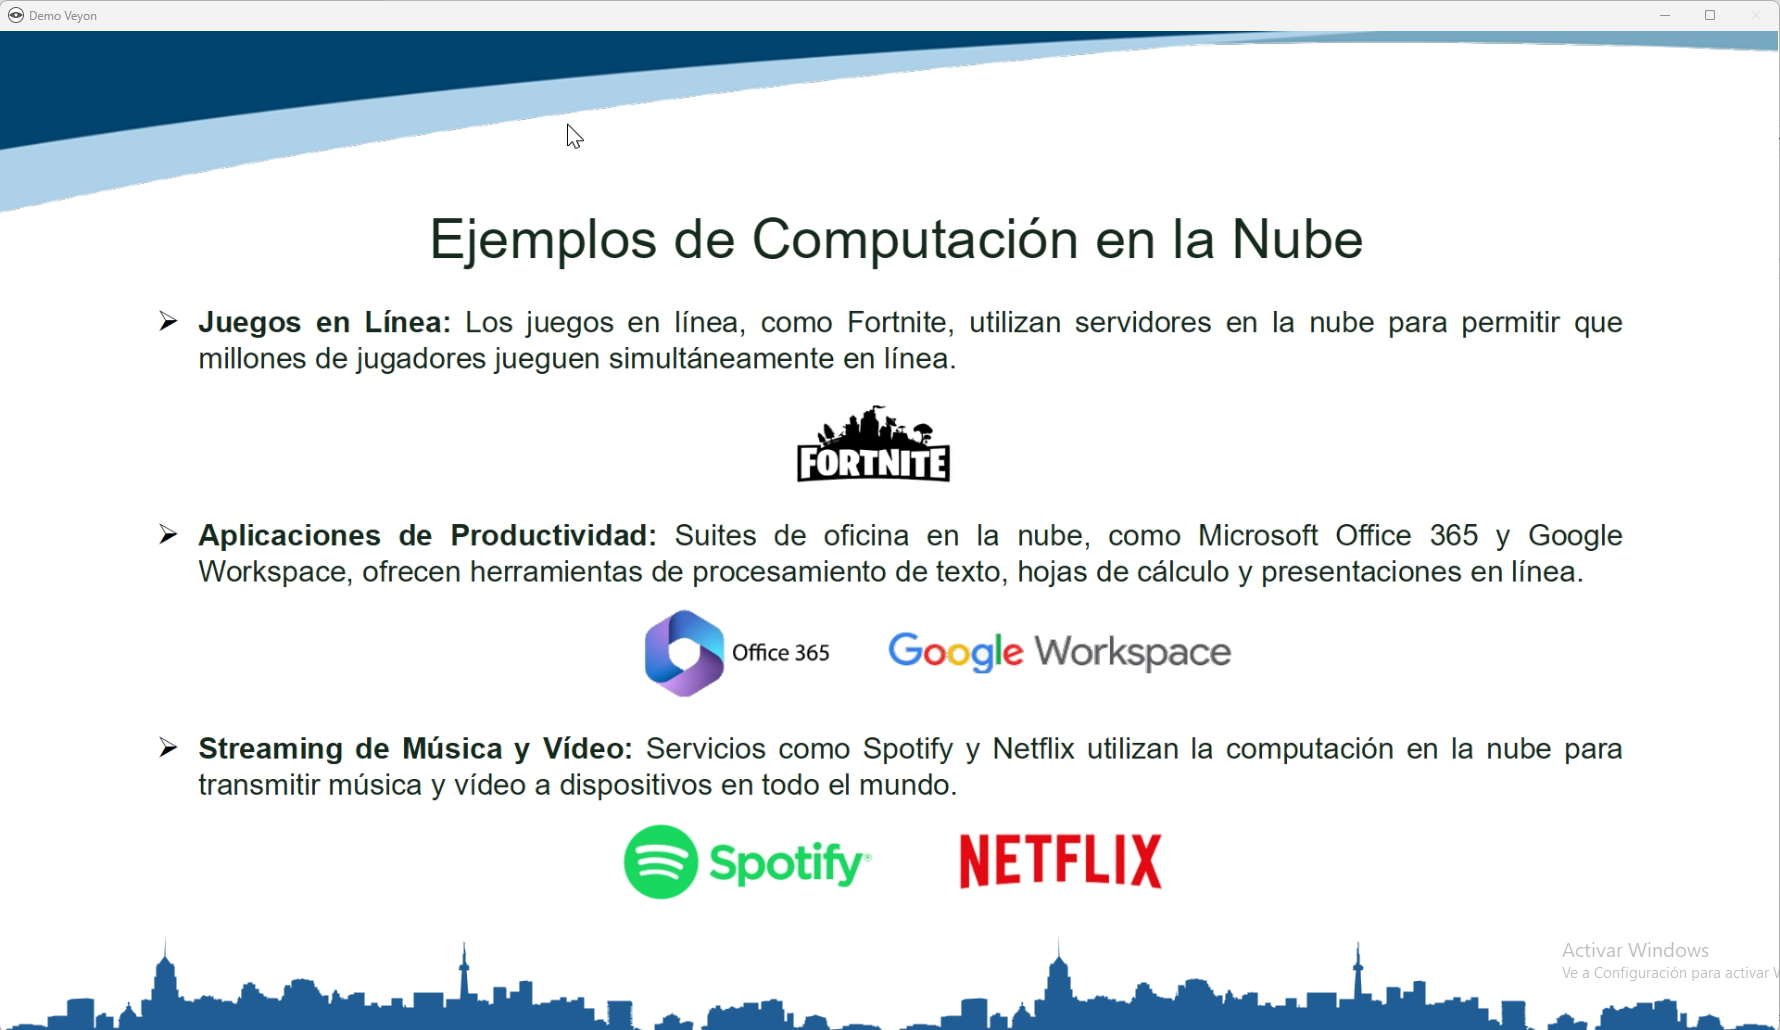 Demo Veyon
Ejemplos de Computación en la Nube
➤ Juegos en Línea: Los juegos en línea, como Fortnite, utilizan servidores en la nube para permitir que
millones de jugadores jueguen simultáneamente en línea.
FORTNITE
➤ Aplicaciones de Productividad: Suites de oficina en la nube, como Microsoft Office 365 y Google
Workspace, ofrecen herramientas de procesamiento de texto, hojas de cálculo y presentaciones en línea.
Office 365 Google Workspace
➤ Streaming de Música y Vídeo: Servicios como Spotify y Netflix utilizan la computación en la nube para
transmitir música y vídeo a dispositivos en todo el mundo.
Spotify® NETFLIX
Activar Windows
Ve a Configuración para activar